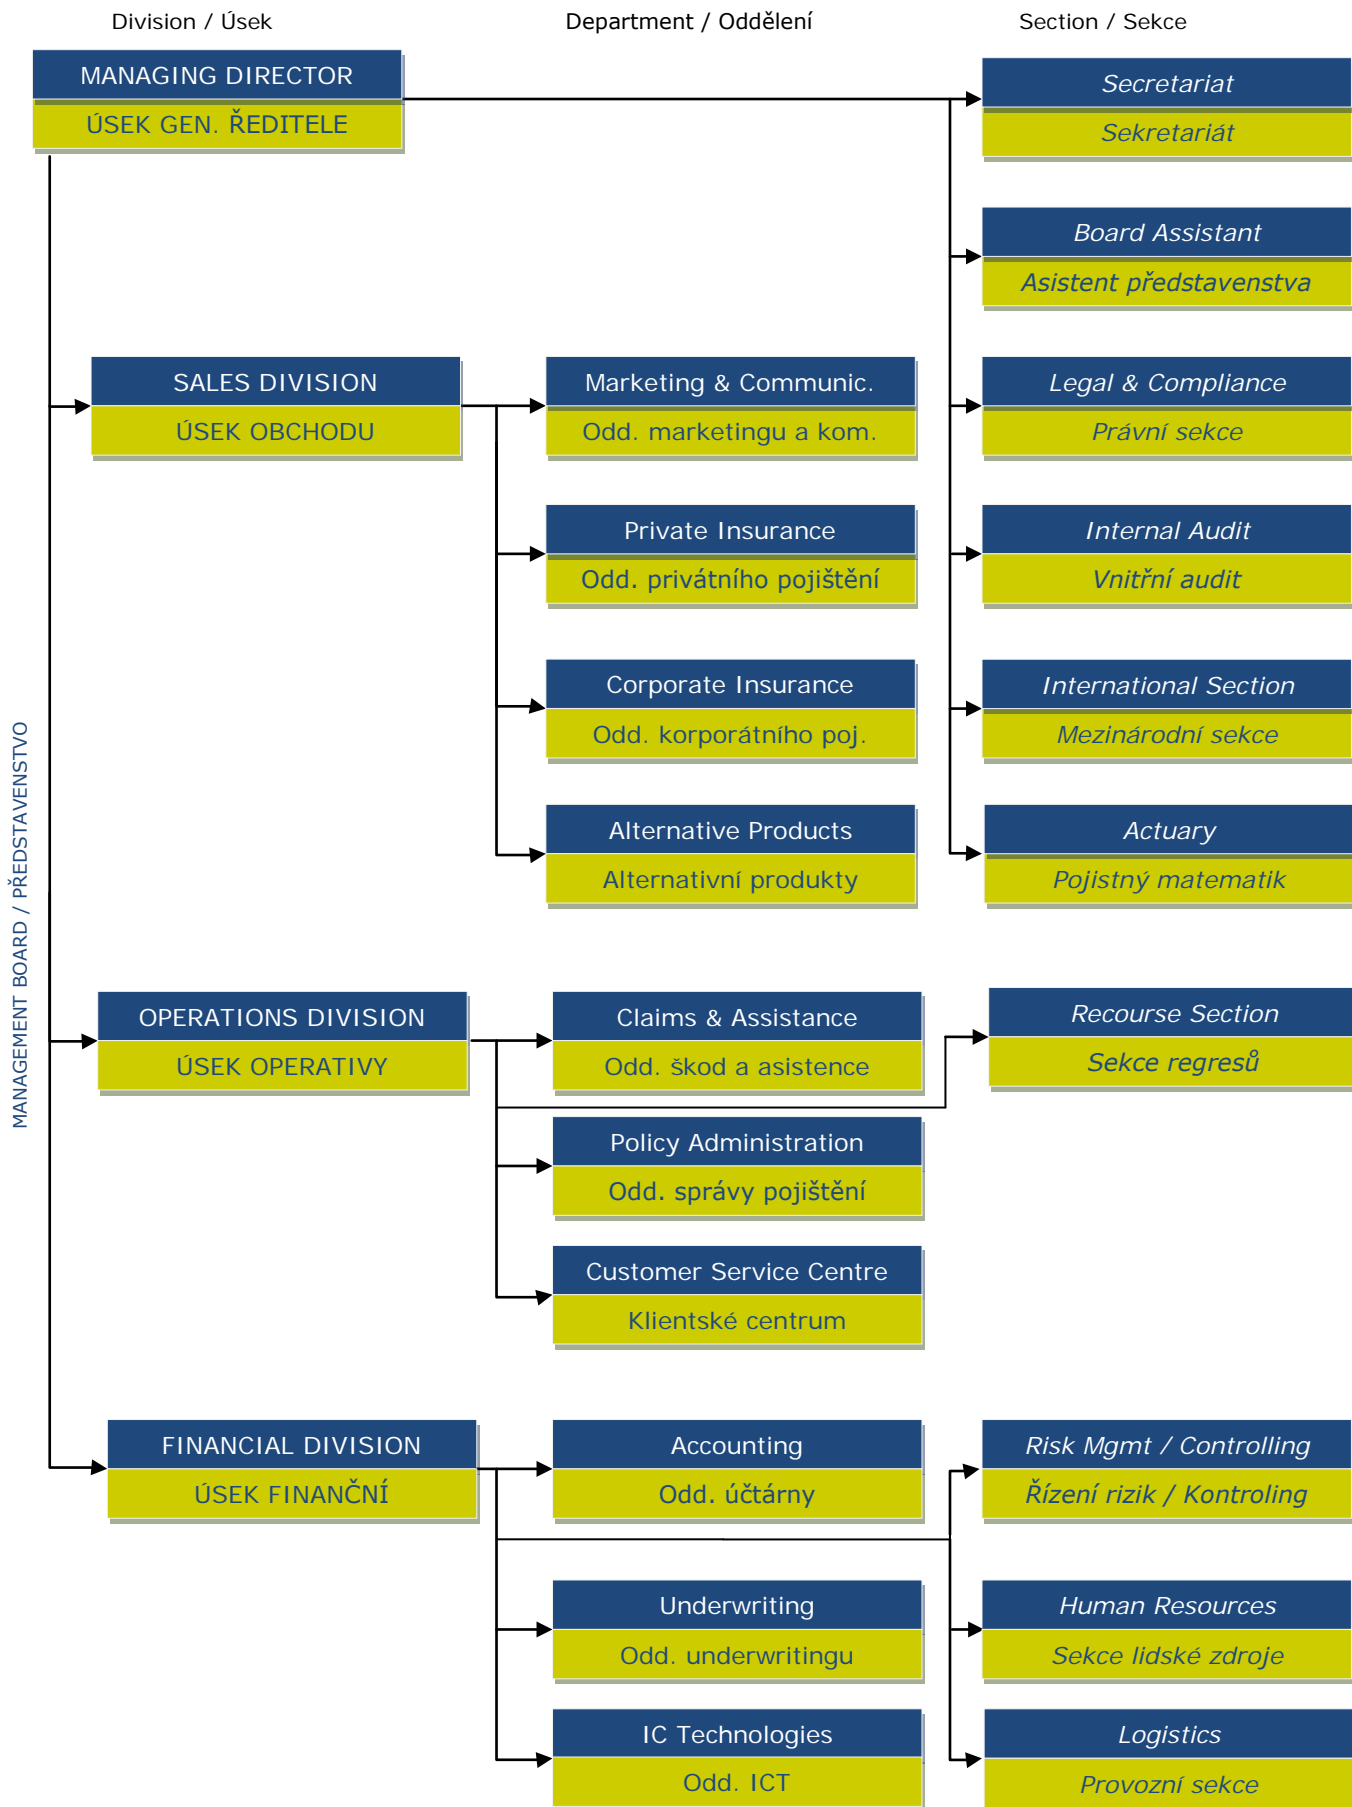 Division / Úsek
Department / Oddělení
Section / Sekce
MANAGING DIRECTOR
ÚSEK GEN. ŘEDITELE
Secretariat
Sekretariát
Board Assistant
Asistent představenstva
SALES DIVISION
ÚSEK OBCHODU
Marketing & Communic.
Odd. marketingu a kom.
Legal & Compliance
Právní sekce
Private Insurance
Odd. privátního pojištění
Internal Audit
Vnitřní audit
Corporate Insurance
Odd. korporátního poj.
International Section
Mezinárodní sekce
MANAGEMENT BOARD / PŘEDSTAVENSTVO
Alternative Products
Alternativní produkty
Actuary
Pojistný matematik
OPERATIONS DIVISION
ÚSEK OPERATIVY
Claims & Assistance
Odd. škod a asistence
Recourse Section
Sekce regresů
Policy Administration
Odd. správy pojištění
Customer Service Centre
Klientské centrum
FINANCIAL DIVISION
ÚSEK FINANČNÍ
Accounting
Odd. účtárny
Risk Mgmt / Controlling
Řízení rizik / Kontroling
Underwriting
Odd. underwritingu
Human Resources
Sekce lidské zdroje
IC Technologies
Odd. ICT
Logistics
Provozní sekce